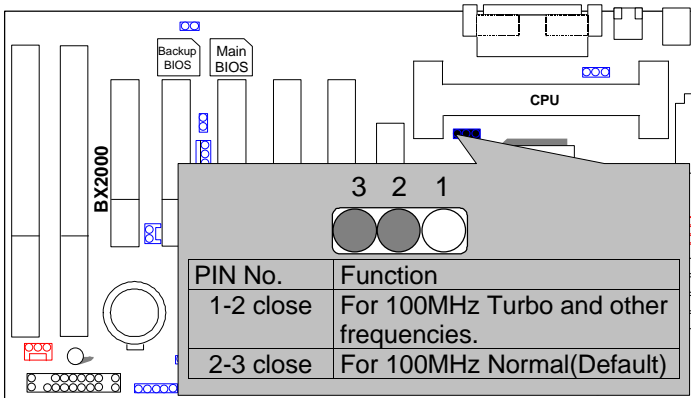 Backup
BIOS
Main
BIOS
CPU
BX2000
3 2 1
PIN No. Function
1-2 close For 100MHz Turbo and other
frequencies.
2-3 close For 100MHz Normal(Default)